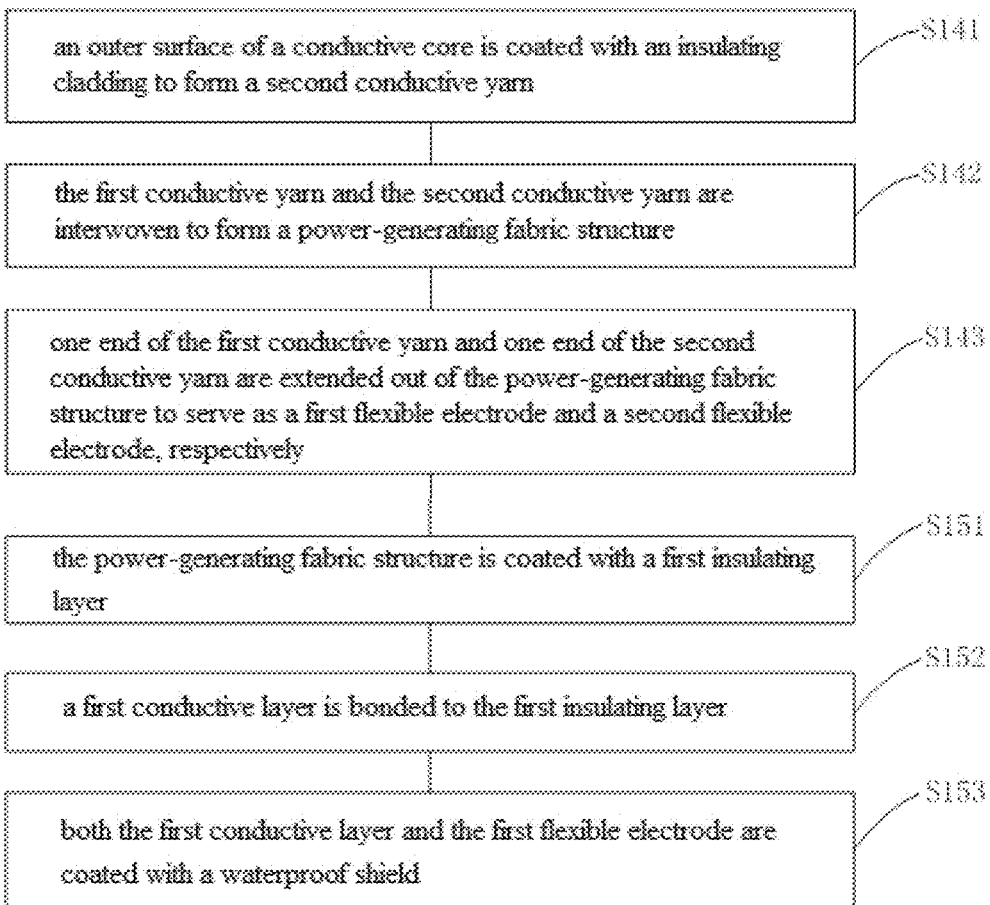 an outer surface of a conductive core is coated with an insulating
cladding to form a second conductive yarn
S141
the first conductive yarn and the second conductive yarn are
interwoven to form a power-generating fabric structure
S142
one end of the first conductive yarn and one end of the second
conductive yarn are extended out of the power-generating fabric
structure to serve as a first flexible electrode and a second flexible
electrode, respectively
S143
the power-generating fabric structure is coated with a first insulating
layer
S151
a first conductive layer is bonded to the first insulating layer
S152
both the first conductive layer and the first flexible electrode are
coated with a waterproof shield
S153